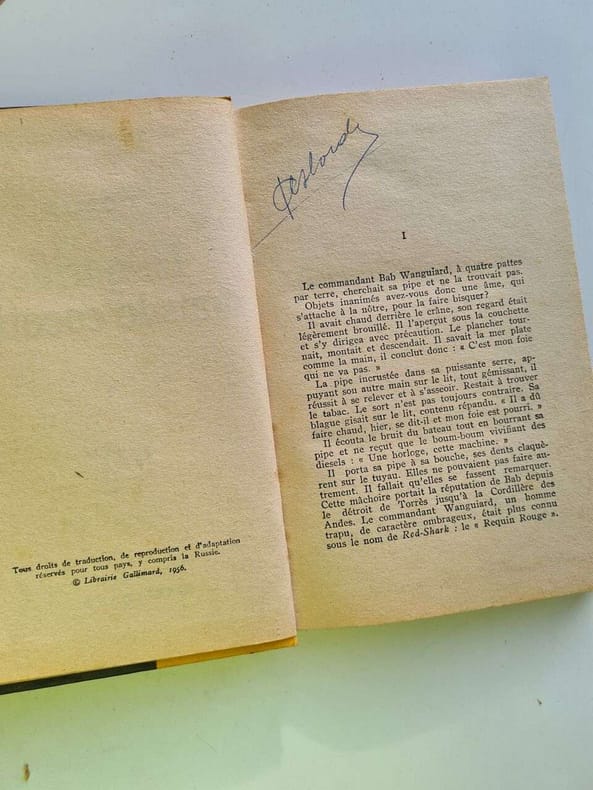 Tous droits de traduction, de reproduction et d'adaptation
réservés pour tous pays, y compris la Russie.
© Librairie Gallimard, 1956.
I
Le commandant Bab Wanguiard, à quatre pattes
par terre, cherchait sa pipe et ne la trouvait pas.
Objets inanimés avez-vous donc une âme, qui
s'attache à la nôtre, pour la faire bisquer?
Il avait chaud derrière le crâne, son regard était
légèrement brouillé. Il l'aperçut sous la couchette
et s'y dirigea avec précaution. Le plancher tour-
nait, montait et descendait. Il savait la mer plate
comme la main, il conclut donc : « C'est mon foie
qui ne va pas. »
La pipe incrustée dans sa puissante serre, ap-
puyant son autre main sur le lit, tout gémissant, il
réussit à se relever et à s'asseoir. Restait à trouver
le tabac. Le sort n'est pas toujours contraire. Sa
blague gisait sur le lit, contenu répandu. « Il a dû
faire chaud, hier, se dit-il et mon foie est pourri. »
Il écouta le bruit du bateau tout en bourrant sa
pipe et ne reçut que le boum-boum vivifiant des
diesels : « Une horloge, cette machine. »
Il porta sa pipe à sa bouche, ses dents claquè-
rent sur le tuyau. Elles ne pouvaient pas faire au-
trement. Il fallait qu'elles se fassent remarquer.
Cette mâchoire portait la réputation de Bab depuis
le détroit de Torrès jusqu'à la Cordillère des
Andes. Le commandant Wanguiard, un homme
trapu, de caractère ombrageux, était plus connu
sous le nom de Red-Shark : le « Requin Rouge ».